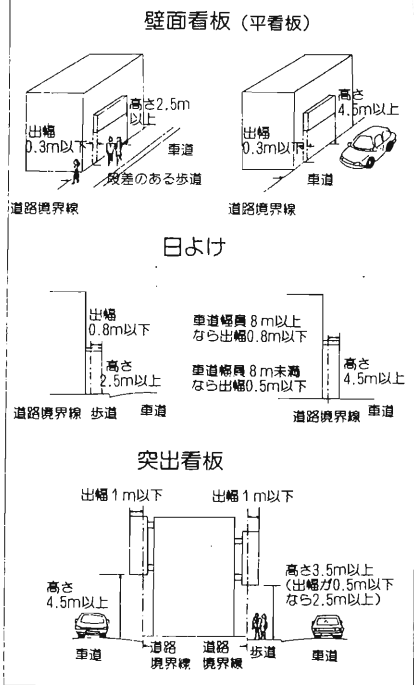 壁面看板（平看板）
高さ2.5m
以上
出幅
0.3m以下
車道
段差のある歩道
道路境界線
高さ
4.5m以上
出幅
0.3m以下
車道
道路境界線
日よけ
出幅
0.8m以下
高さ
2.5m以上
道路境界線 歩道 車道
車道幅員8m以上
なら出幅0.8m以下
車道幅員8m未満
なら出幅0.5m以下
高さ
4.5m以上
道路境界線 車道
突出看板
出幅1m以下
出幅1m以下
高さ
4.5m以上
高さ3.5m以上
（出幅が0.5m以下
なら2.5m以上）
車道
道路
境界線
道路
境界線
歩道
車道